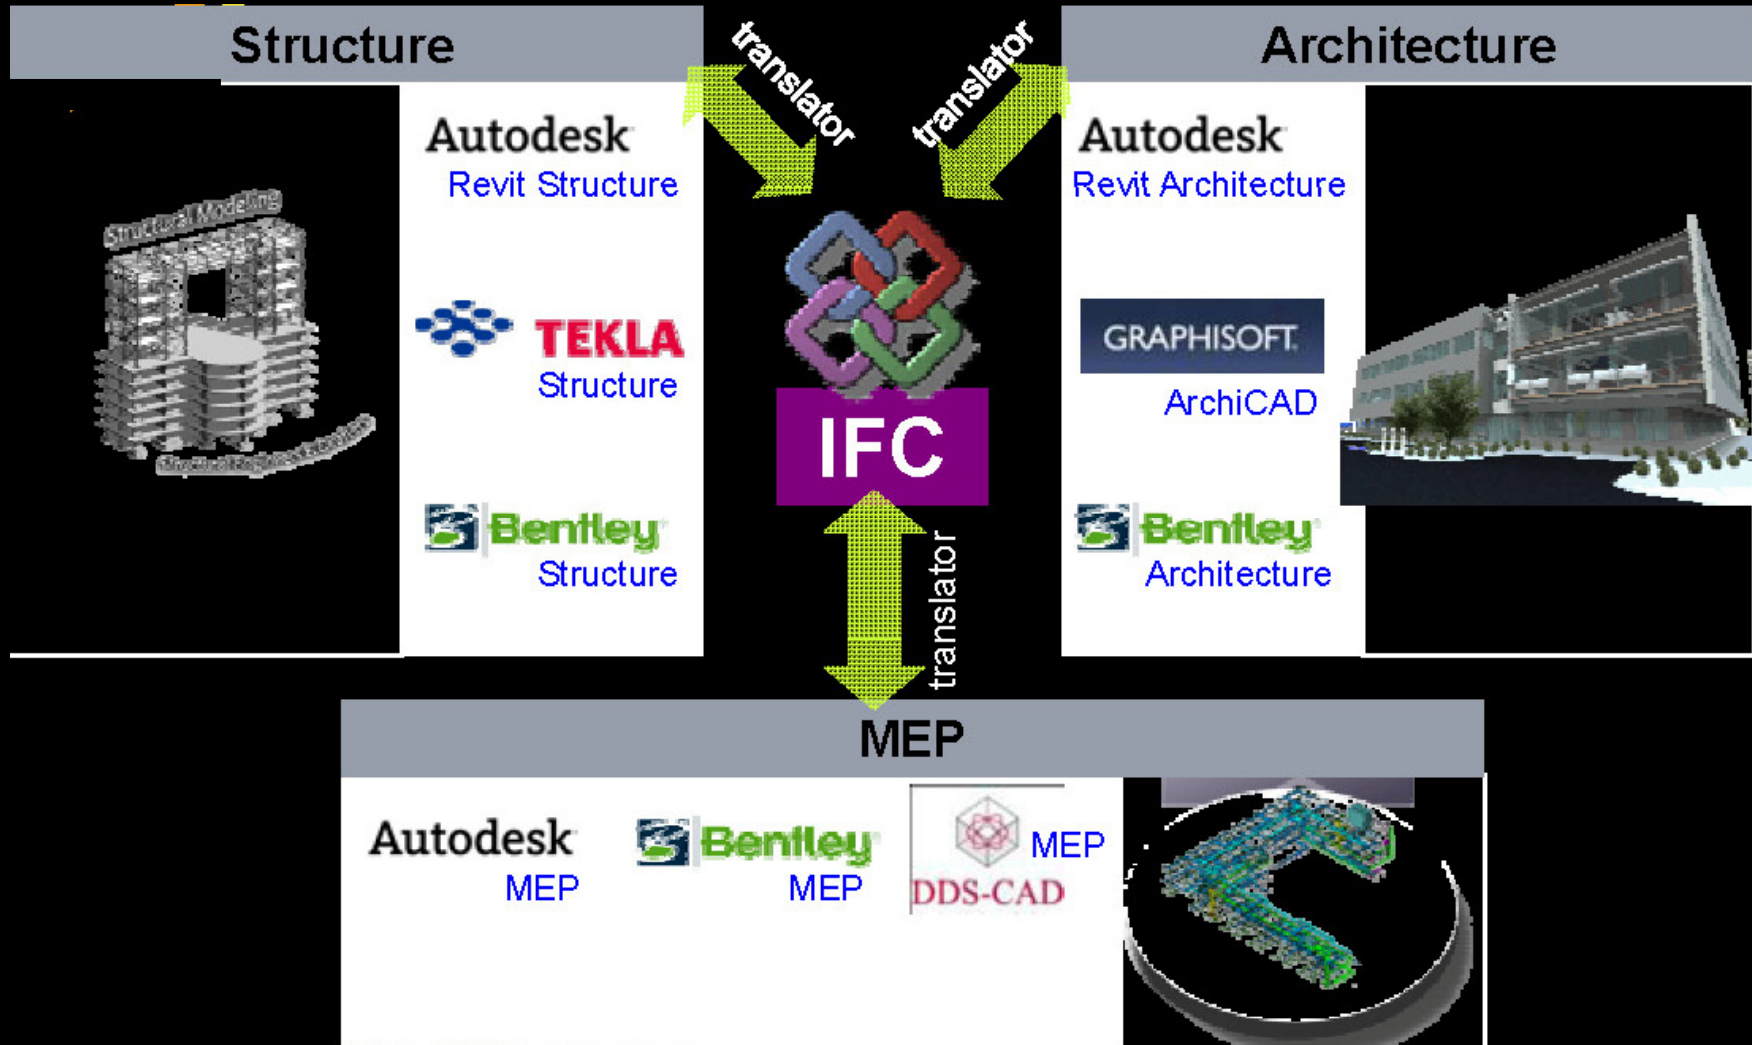 Structure
translator
translator
Architecture
Autodesk
Revit Structure
TEKLA
Structure
Bentley
Structure
Structural Modeling
IFC
translator
Autodesk
Revit Architecture
GRAPHISOFT.
ArchiCAD
Bentley
Architecture
MEP
Autodesk
MEP
Bentley
MEP
DDS-CAD
MEP